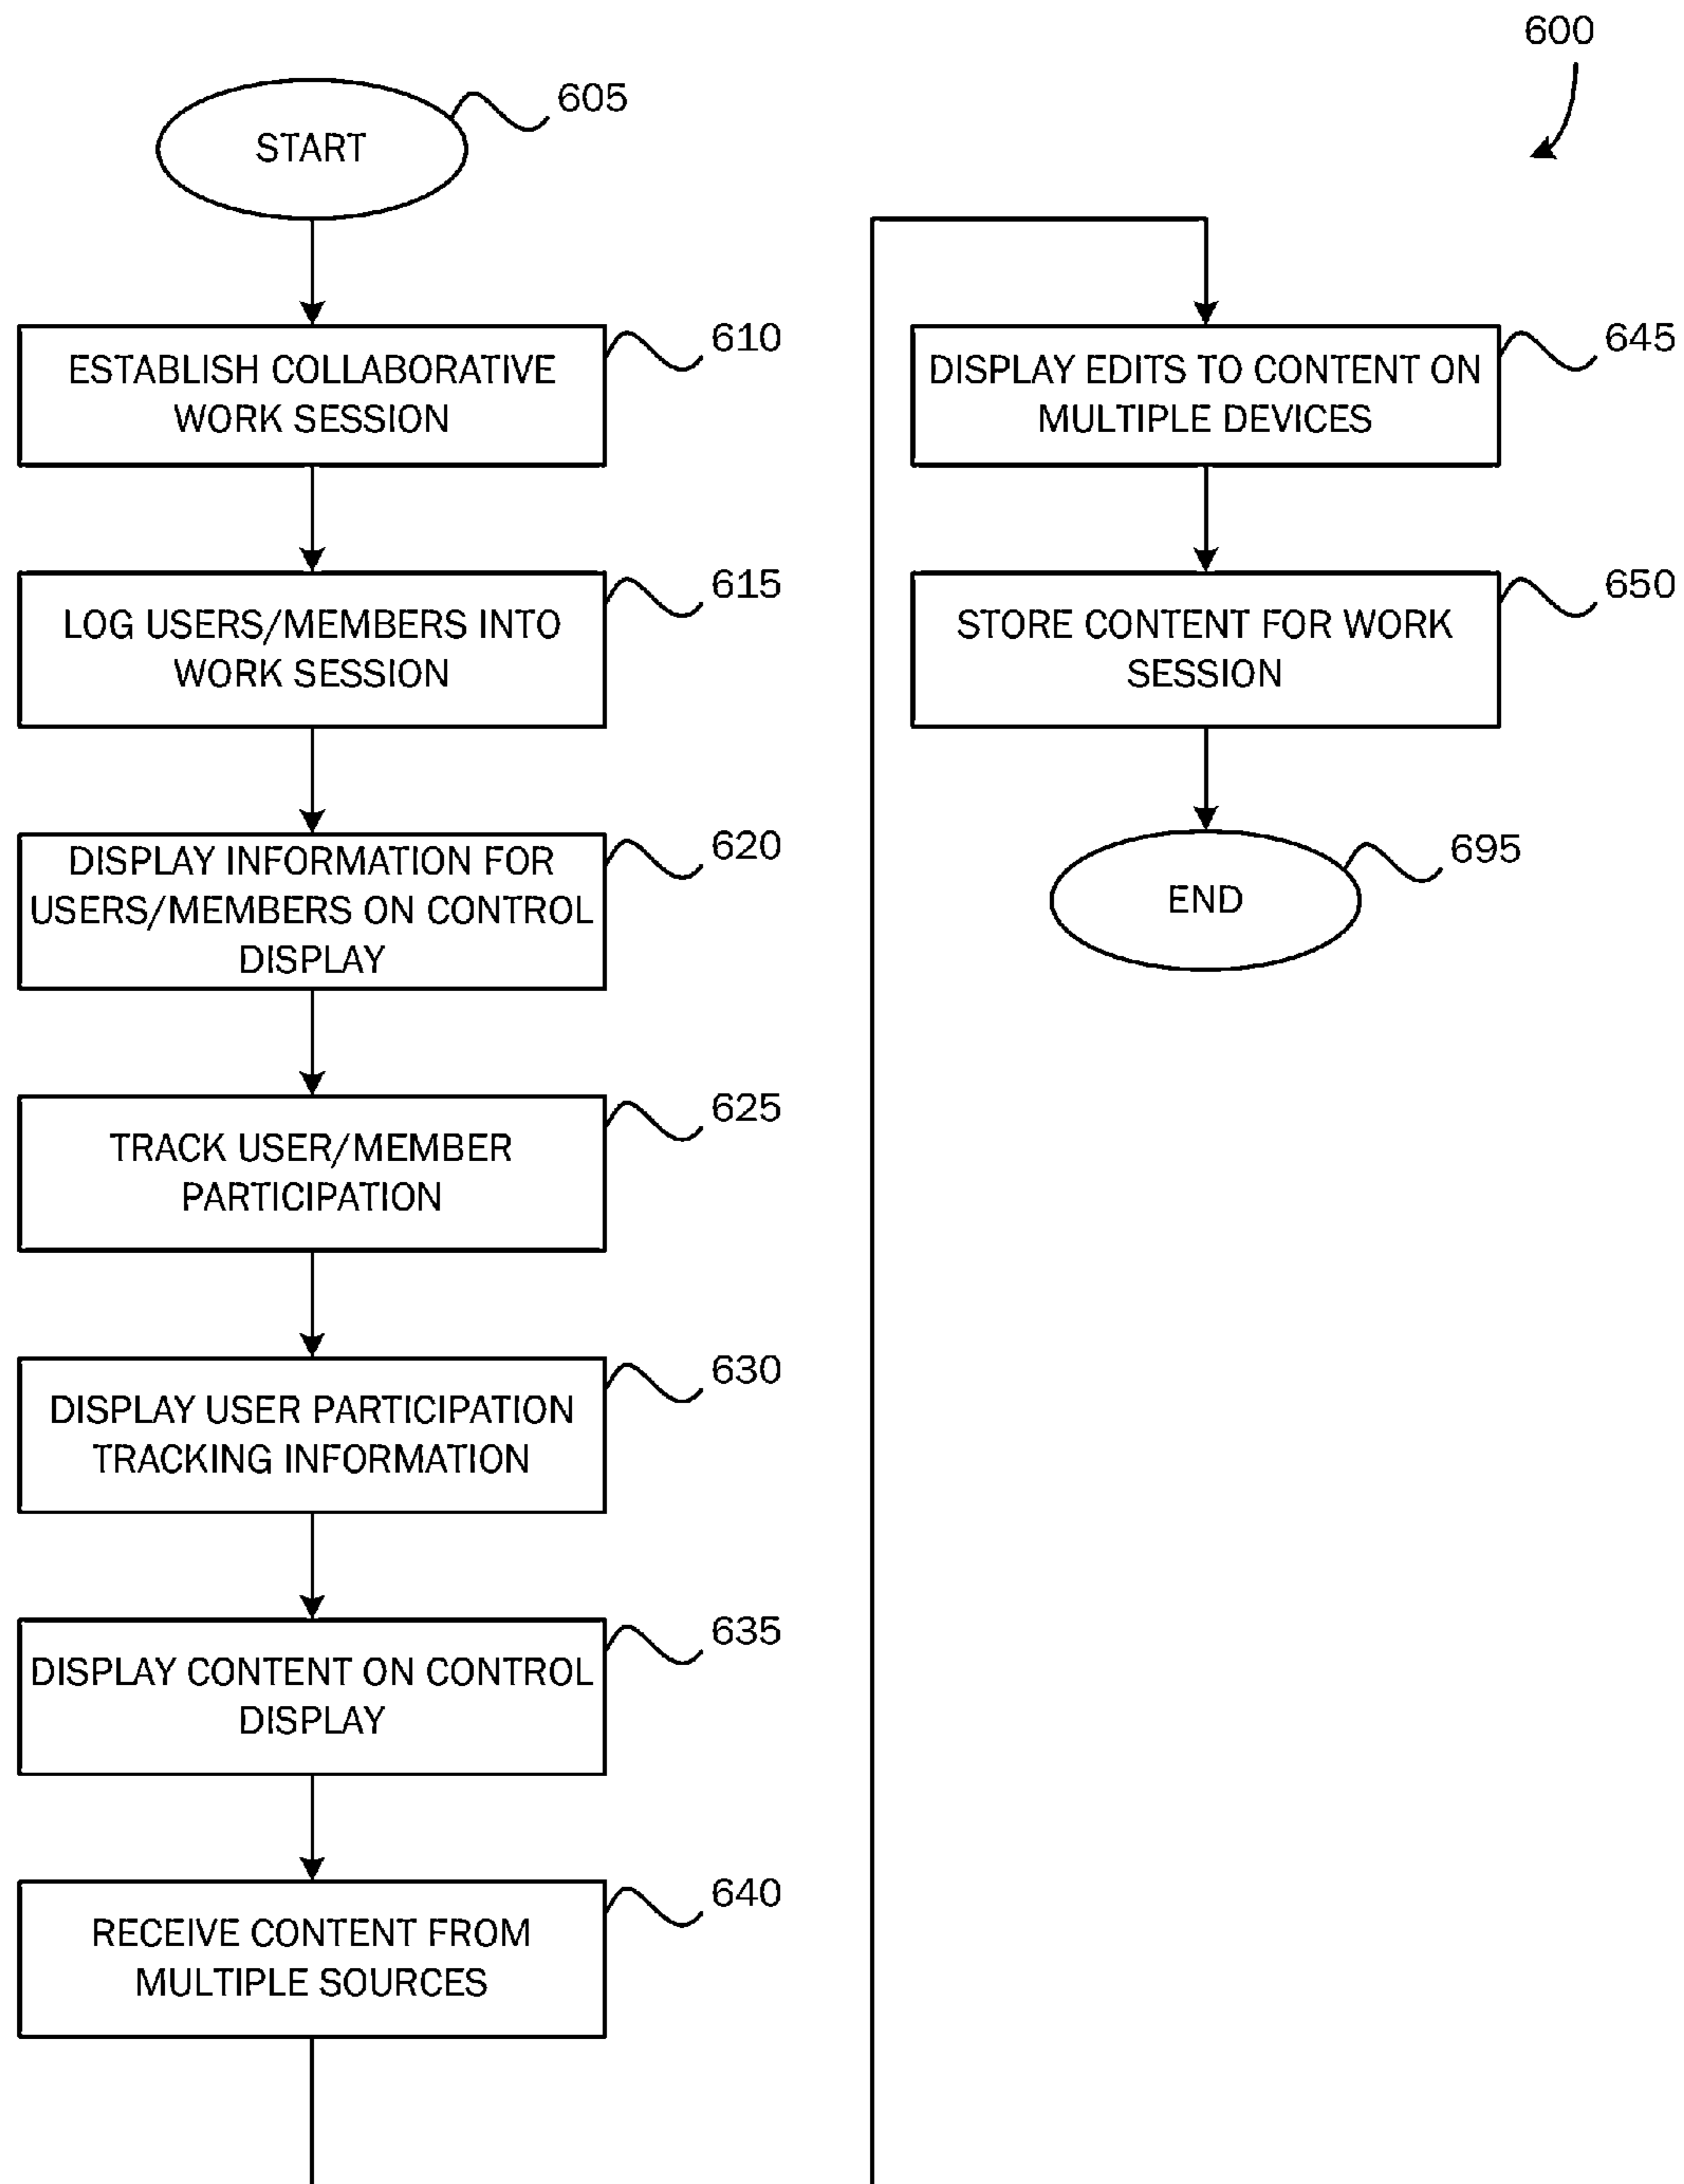 600
START
605
ESTABLISH COLLABORATIVE
WORK SESSION
610
LOG USERS/MEMBERS INTO
WORK SESSION
615
DISPLAY INFORMATION FOR
USERS/MEMBERS ON CONTROL
DISPLAY
620
TRACK USER/MEMBER
PARTICIPATION
625
DISPLAY USER PARTICIPATION
TRACKING INFORMATION
630
DISPLAY CONTENT ON CONTROL
DISPLAY
635
RECEIVE CONTENT FROM
MULTIPLE SOURCES
640
DISPLAY EDITS TO CONTENT ON
MULTIPLE DEVICES
645
STORE CONTENT FOR WORK
SESSION
650
END
695